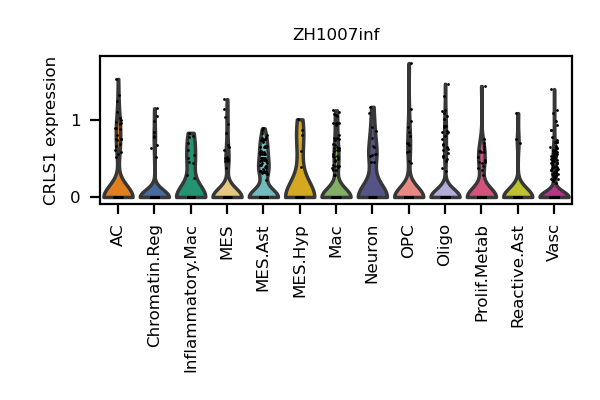 ZH1007inf
CRLS1 expression
1
0
AC
Chromatin.Reg
Inflammatory.Mac
MES
MES.Ast
MES.Hyp
Mac
Neuron
OPC
Oligo
Prolif.Metab
Reactive.Ast
Vasc